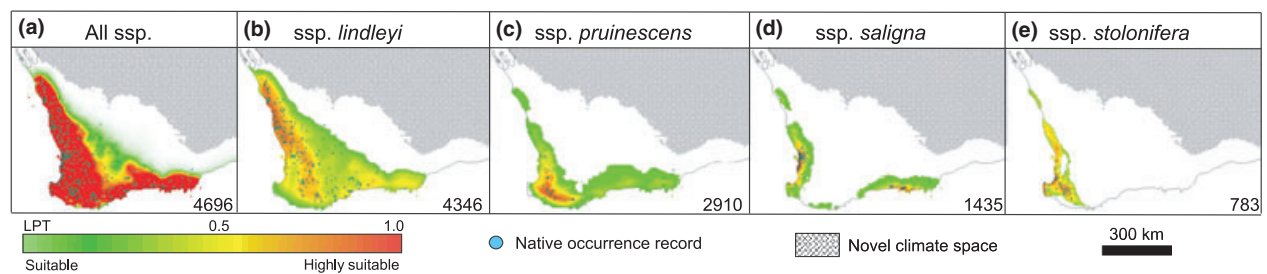 (a) All ssp.
(b) ssp. lindleyi
(c) ssp. pruinescens
(d) ssp. saligna
(e) ssp. stolonifera
4696
4346
2910
1435
783
LPT 0.5 1.0
Suitable Highly suitable
Native occurrence record
Novel climate space
300 km